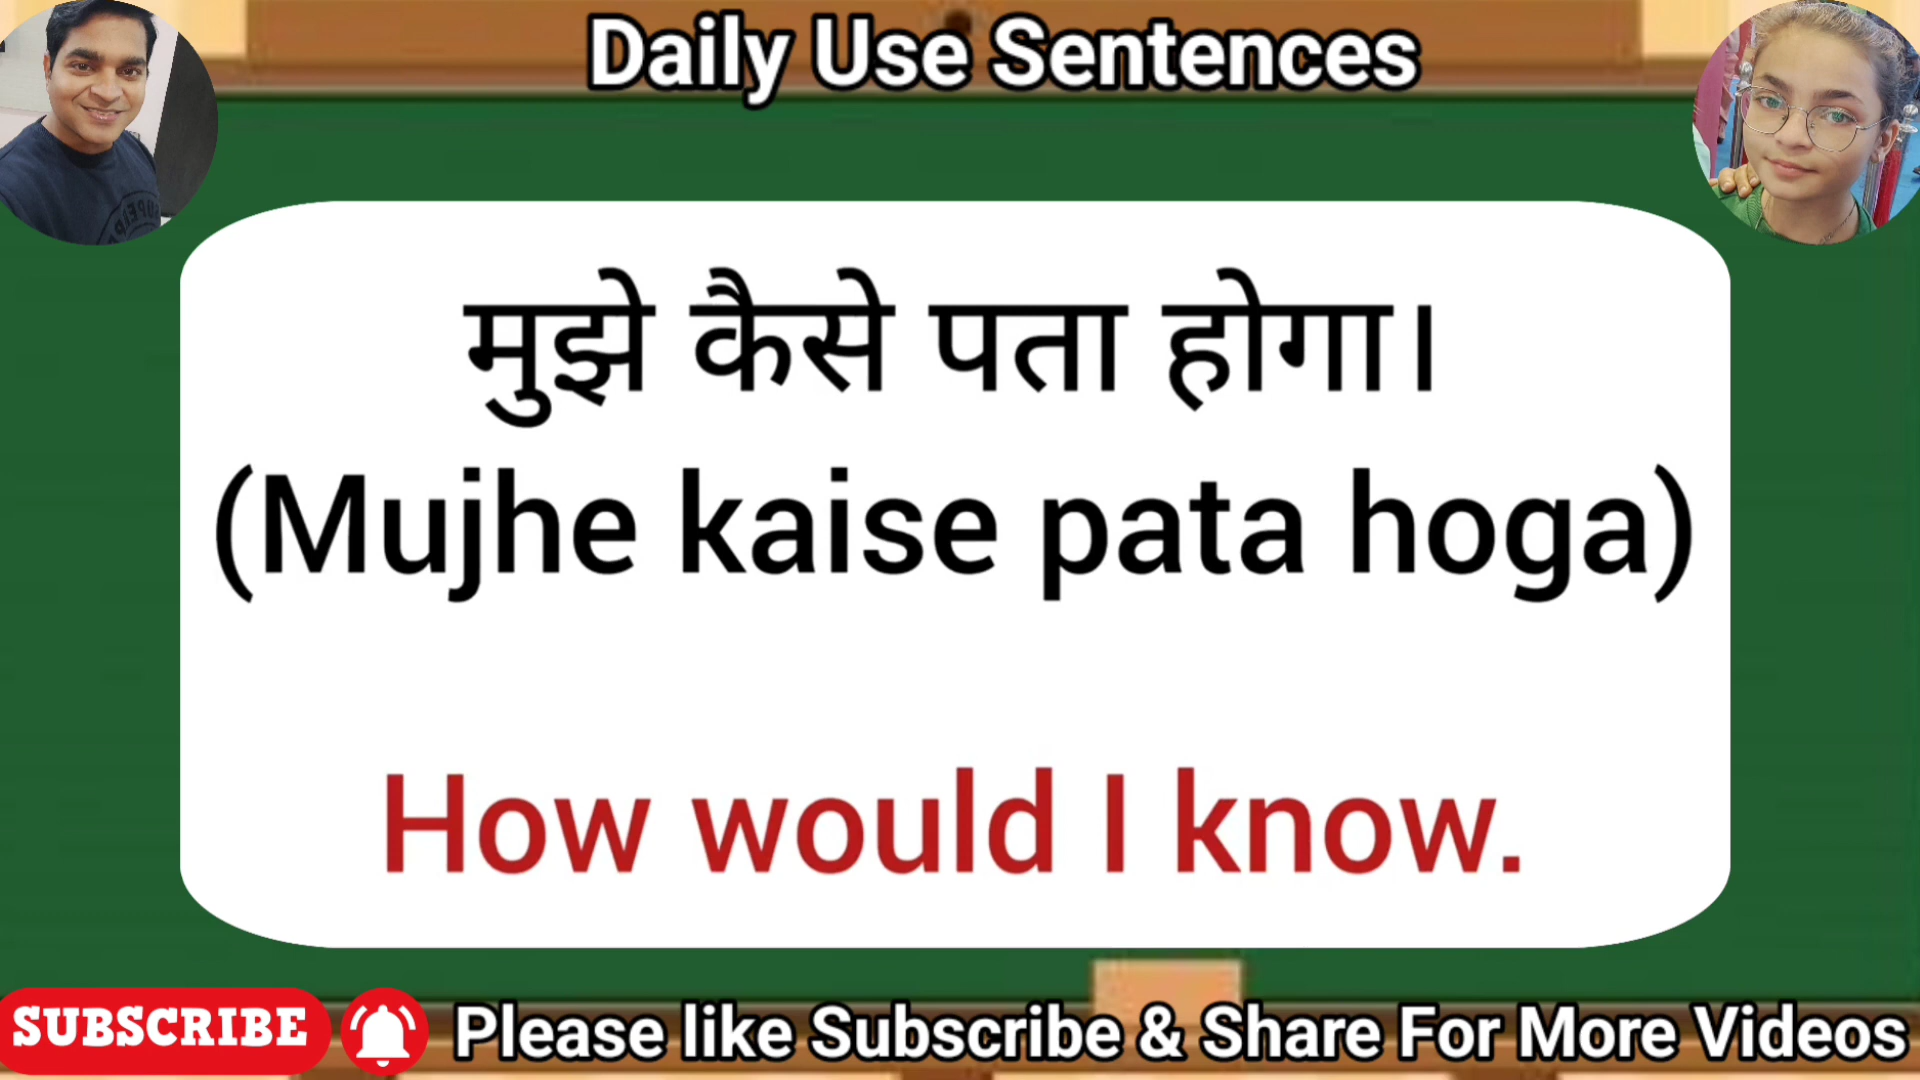 Daily Use Sentences
मुझे कैसे पता होगा।
(Mujhe kaise pata hoga)
How would I know.
SUBSCRIBE
Please like Subscribe & Share For More Videos